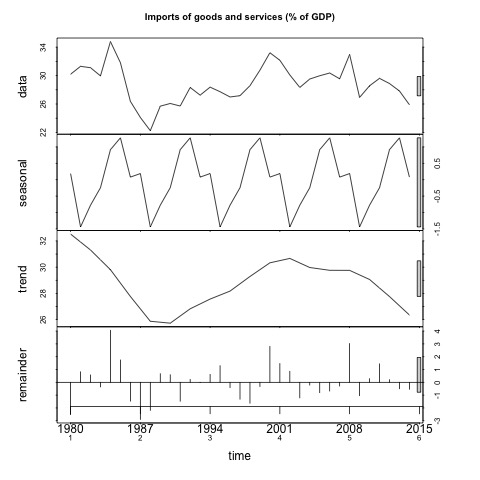 Imports of goods and services (% of GDP)
data
22 26 30 34
seasonal
-1.5 -0.5 0.5
trend
26 28 30 32
remainder
-3 -1 0 1 2 3 4
1980 1987 1994 2001 2008 2015
1 2 3 4 5 6
time